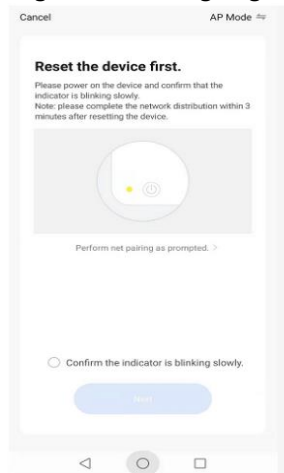 Cancel
AP Mode
Reset the device first.
Please power on the device and confirm that the
indicator is blinking slowly.
Note: please complete the network distribution within 3
minutes after resetting the device.
Perform net pairing as prompted. >
Confirm the indicator is blinking slowly.
Next